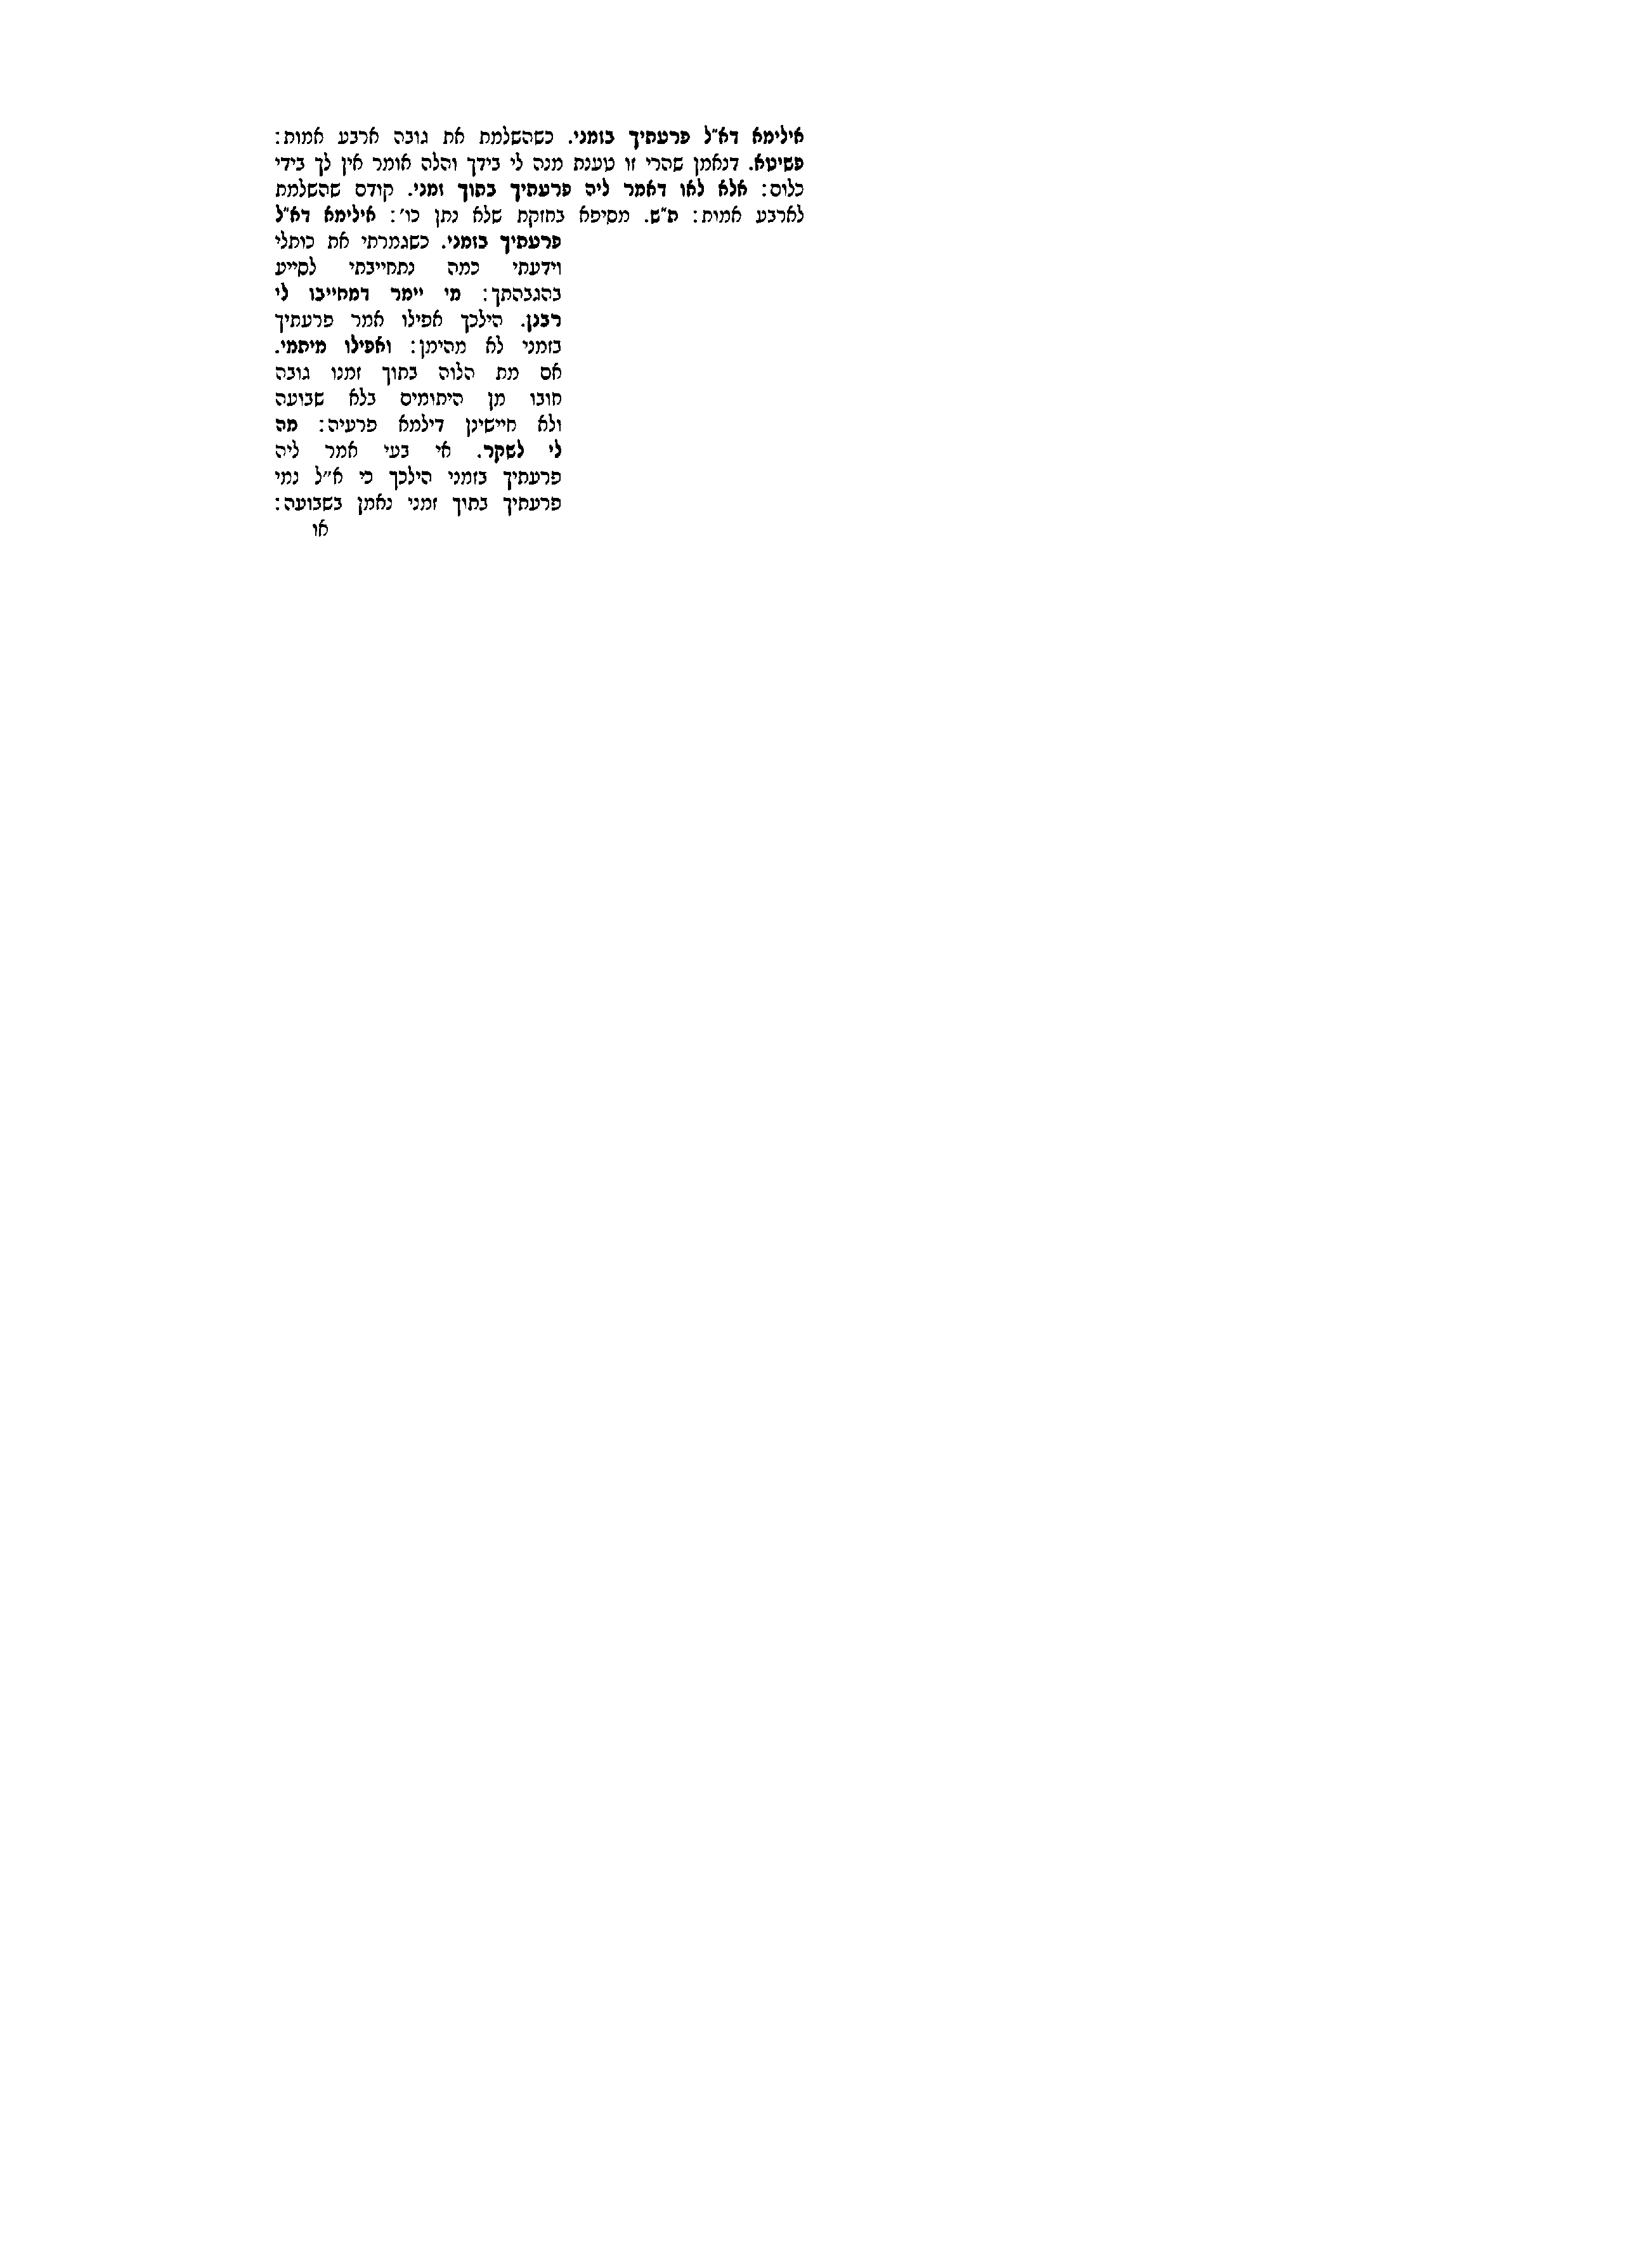 אילימא דא"ל פרעתיך בזמני. כשהשלמת את גובה ארבע אמות:
פשיטא. דנאמן שהרי זו טענת מנה לי בידך והלה אומר אין לך בידי
כלום: אלא לאו דאמר ליה פרעתיך בתוך זמני. קודם שהשלמת
לארבע אמות: ת"ש. מסיפא בחזקת שלא נתן כו': אילימא דא"ל
פרעתיך בזמני. כשגמרתי את כותלי
וידעתי כמה נתחייבתי לסייע
בהגבהתך: מי יימר דמחייבו לי
רבנן. הילכך אפילו אמר פרעתיך
בזמני לא מהימן: ואפילו מיתמי.
אם מת הלוה בתוך זמנו גובה
חובו מן היתומים בלא שבועה
ולא חיישינן דילמא פרעיה: מה
לי לשקר. אי בעי אמר ליה
פרעתיך בזמני הילכך כי א"ל נמי
פרעתיך בתוך זמני נאמן בשבועה:
או